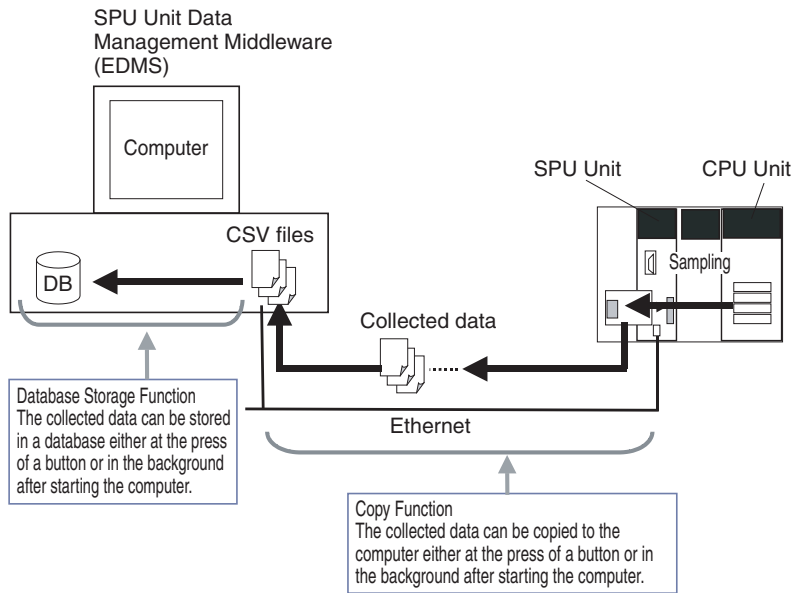 SPU Unit Data
Management Middleware
(EDMS)
Computer
SPU Unit
CPU Unit
CSV files
DB
Sampling
Collected data
Ethernet
Database Storage Function
The collected data can be stored
in a database either at the press
of a button or in the background
after starting the computer.
Copy Function
The collected data can be copied to the
computer either at the press of a button or in
the background after starting the computer.